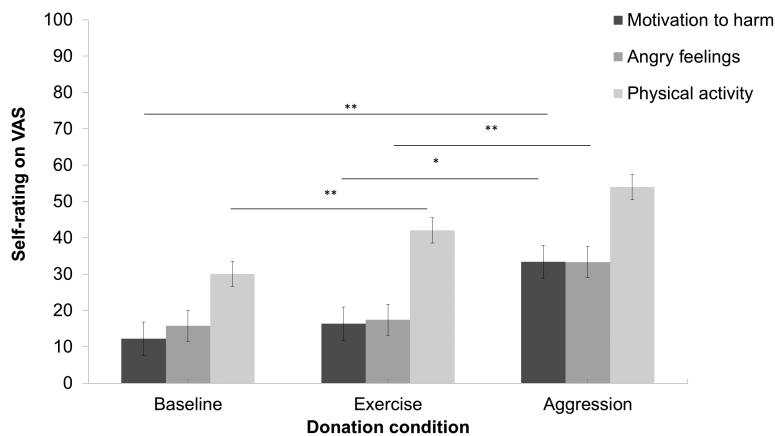 100
90
80
70
60
50
40
30
20
10
0
Self-rating on VAS
Motivation to harm
Angry feelings
Physical activity
**
**
*
**
Baseline
Exercise
Aggression
Donation condition